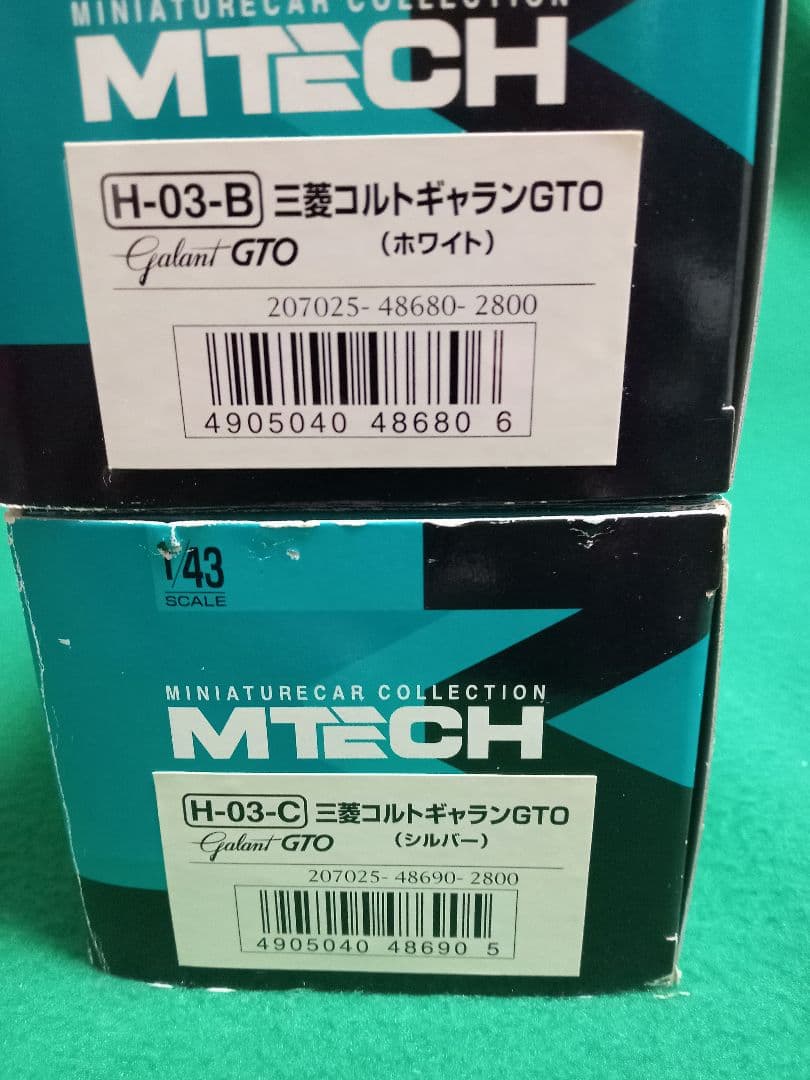 MINIATURECAR COLLECTION
MTECH
H-03-B 三菱コルトギャランGTO
Galant GTO (ホワイト)
207025- 48680- 2800
4905040 48680 6
1/43
SCALE
MINIATURECAR COLLECTION
MTECH
H-03-C 三菱コルトギャランGTO
Galant GTO (シルバー)
207025- 48690- 2800
4905040 48690 5